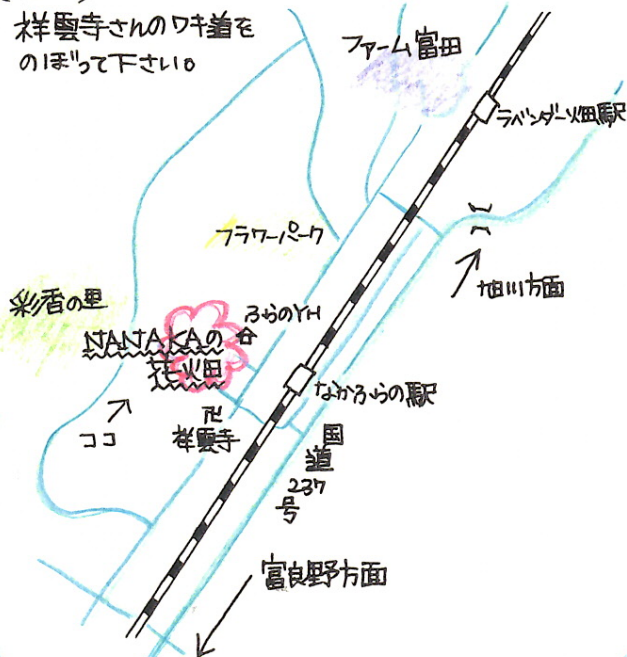 祥雲寺さんのワキ道を
のぼって下さい。
ファーム富田
ラベンダー畑駅
フラワーパーク
旭川方面
彩香の里
ふらのYH
NANAKAの
花畑
ココ
卍
祥雲寺
なかふらの駅
国道
237
号
富良野方面